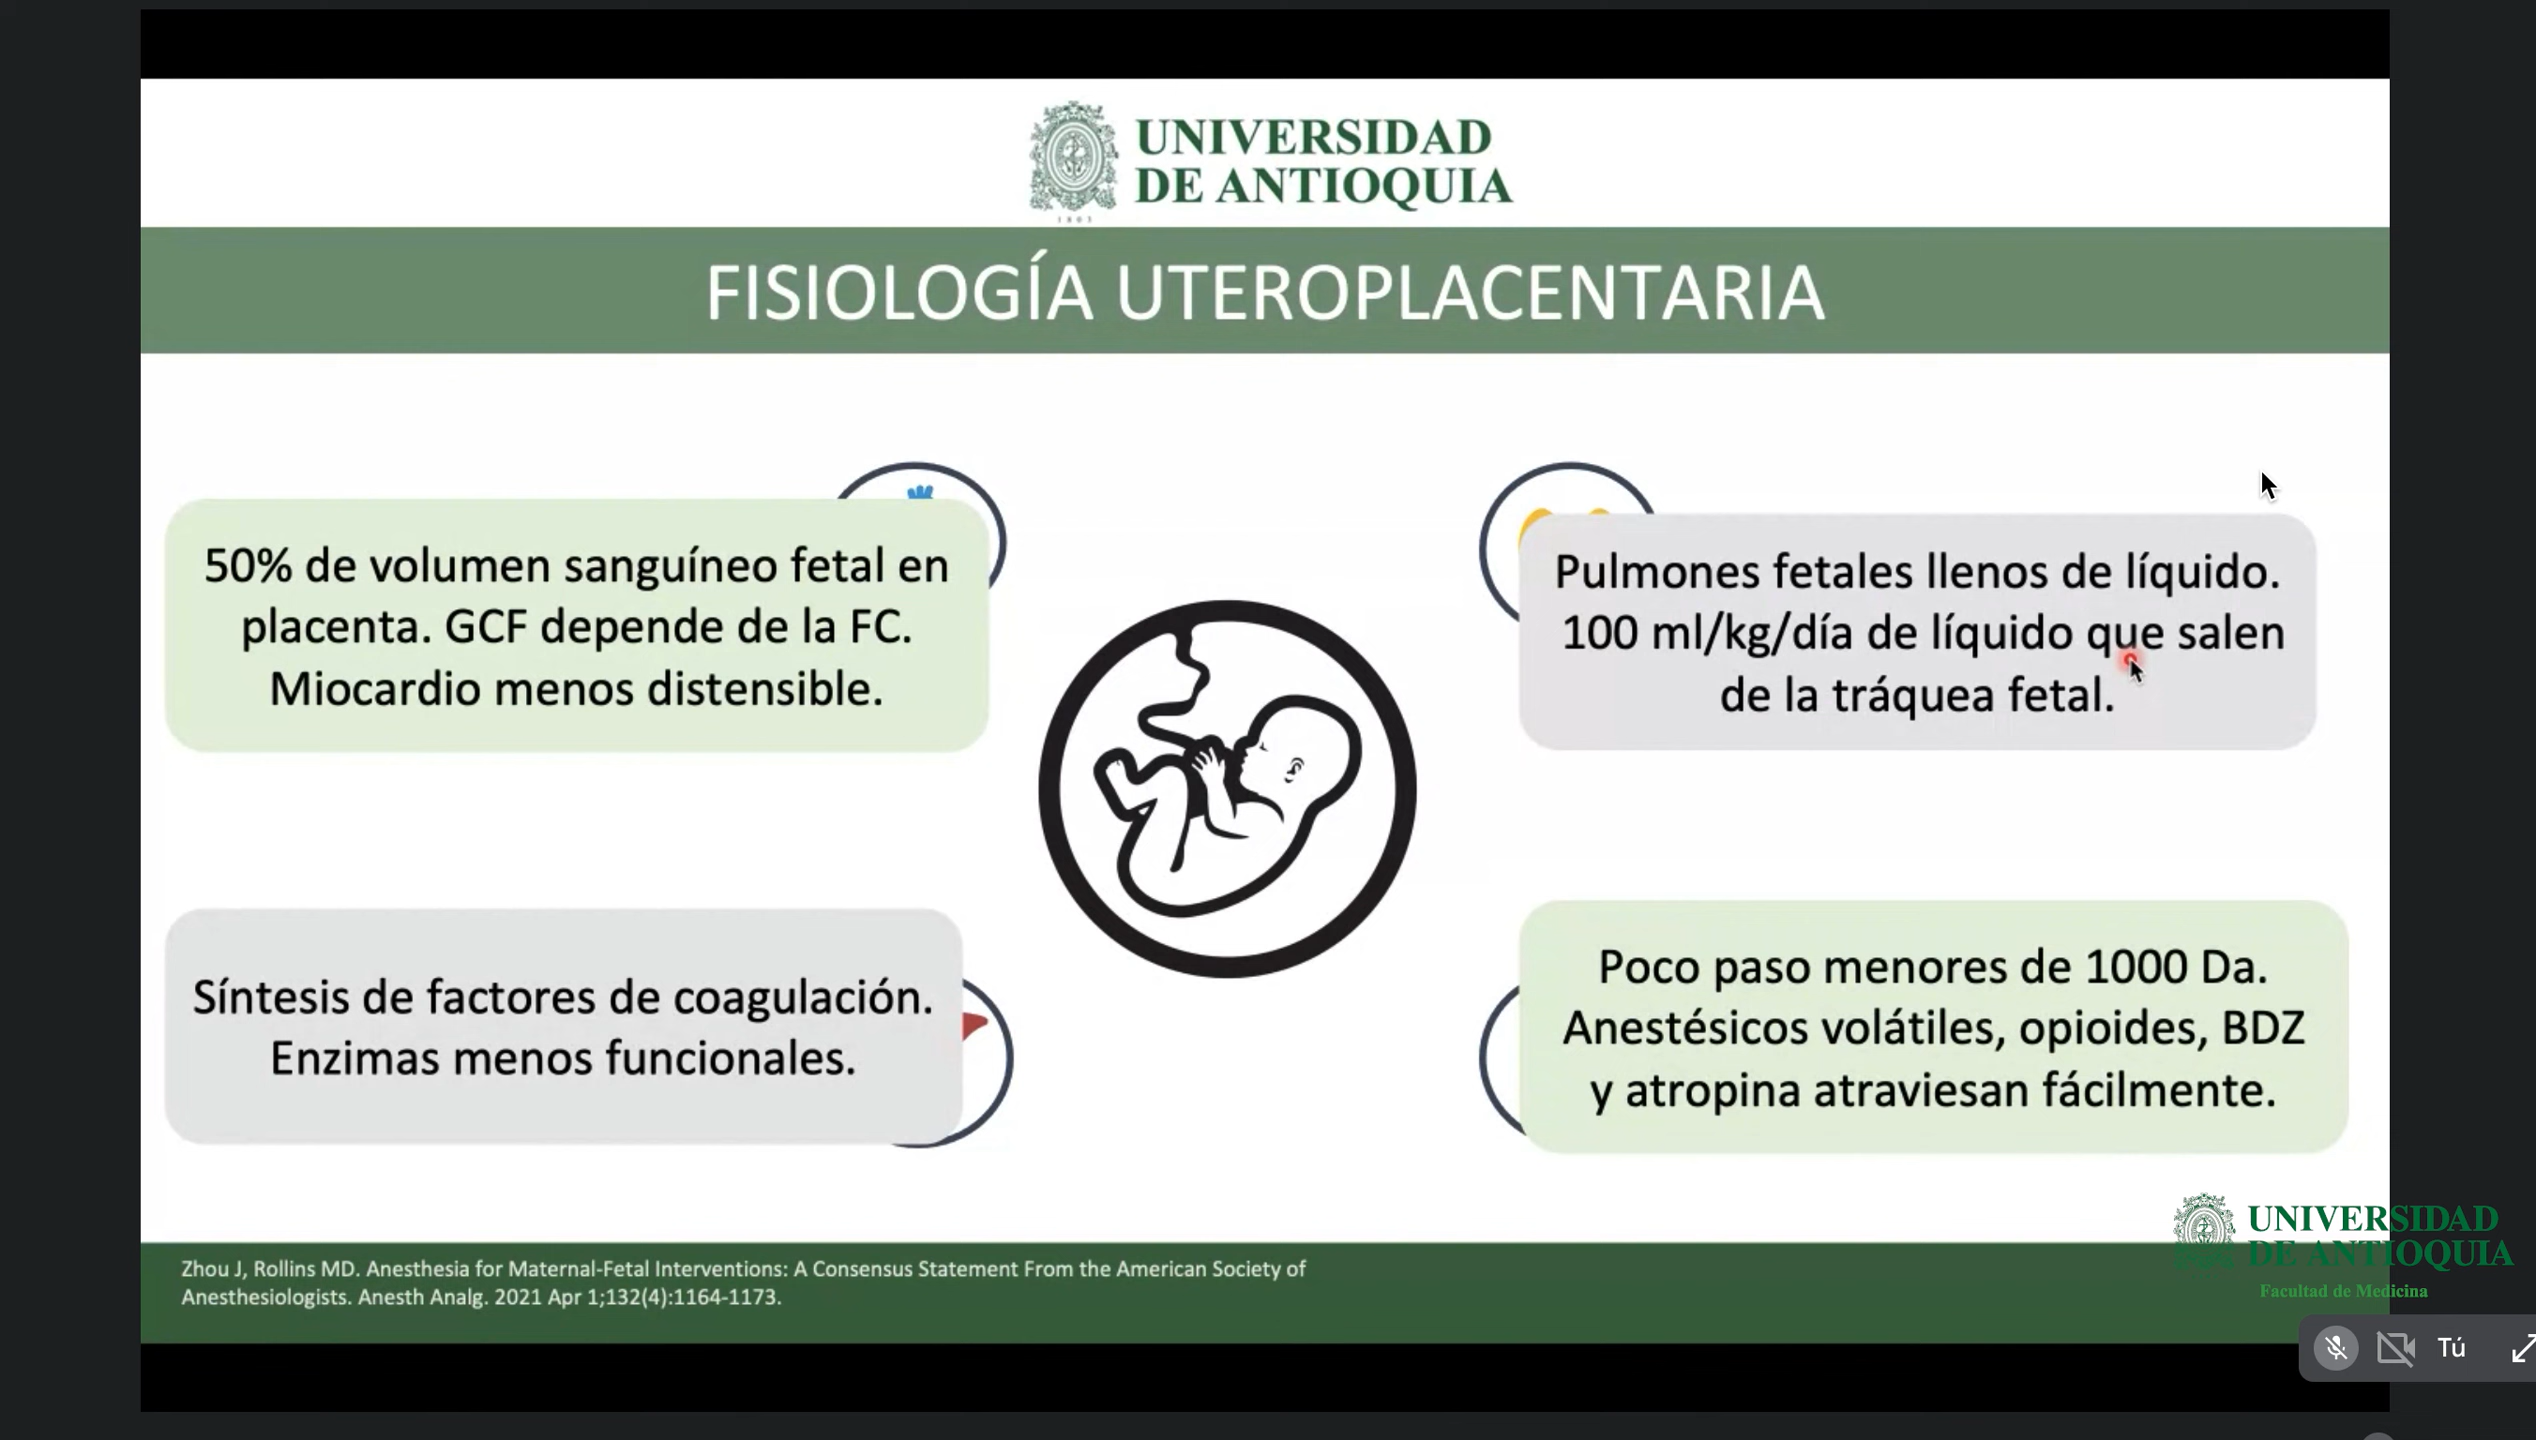 UNIVERSIDAD
DE ANTIOQUIA
1803
FISIOLOGÍA UTEROPLACENTARIA
50% de volumen sanguíneo fetal en
placenta. GCF depende de la FC.
Miocardio menos distensible.
Pulmones fetales llenos de líquido.
100 ml/kg/día de líquido que salen
de la tráquea fetal.
Síntesis de factores de coagulación.
Enzimas menos funcionales.
Poco paso menores de 1000 Da.
Anestésicos volátiles, opioides, BDZ
y atropina atraviesan fácilmente.
Zhou J, Rollins MD. Anesthesia for Maternal-Fetal Interventions: A Consensus Statement From the American Society of
Anesthesiologists. Anesth Analg. 2021 Apr 1;132(4):1164-1173.
UNIVERSIDAD
DE ANTIOQUIA
Facultad de Medicina
Tú